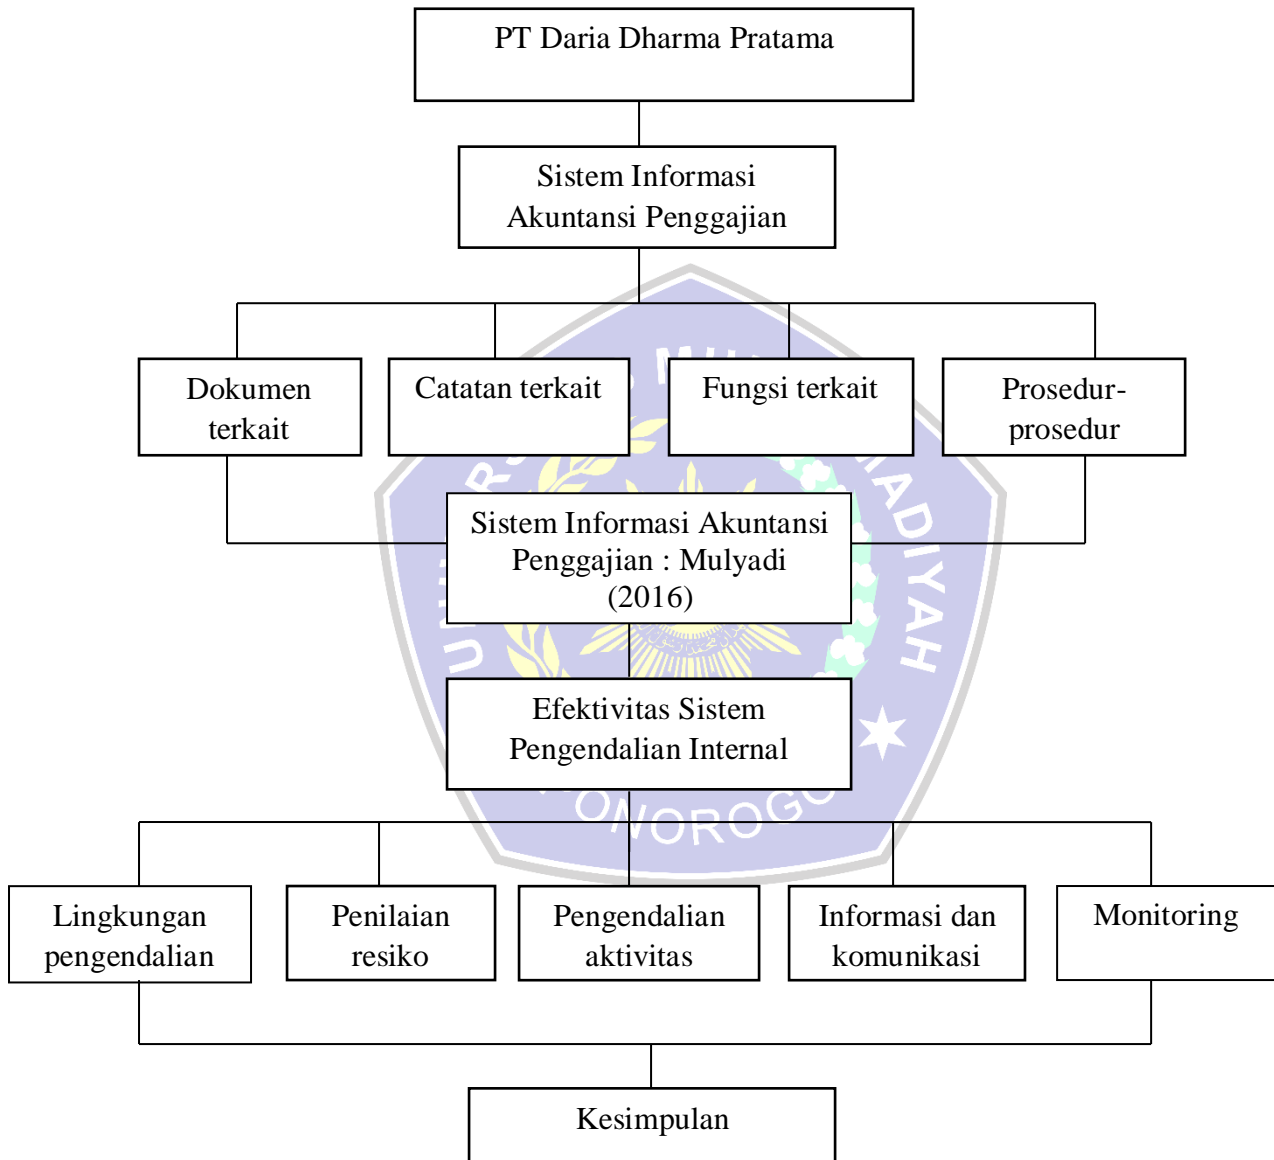 PT Daria Dharma Pratama
Sistem Informasi
Akuntansi Penggajian
Dokumen
terkait
Catatan terkait
Fungsi terkait
Prosedur-
prosedur
Sistem Informasi Akuntansi
Penggajian : Mulyadi
(2016)
Efektivitas Sistem
Pengendalian Internal
Lingkungan
pengendalian
Penilaian
resiko
Pengendalian
aktivitas
Informasi dan
komunikasi
Monitoring
Kesimpulan